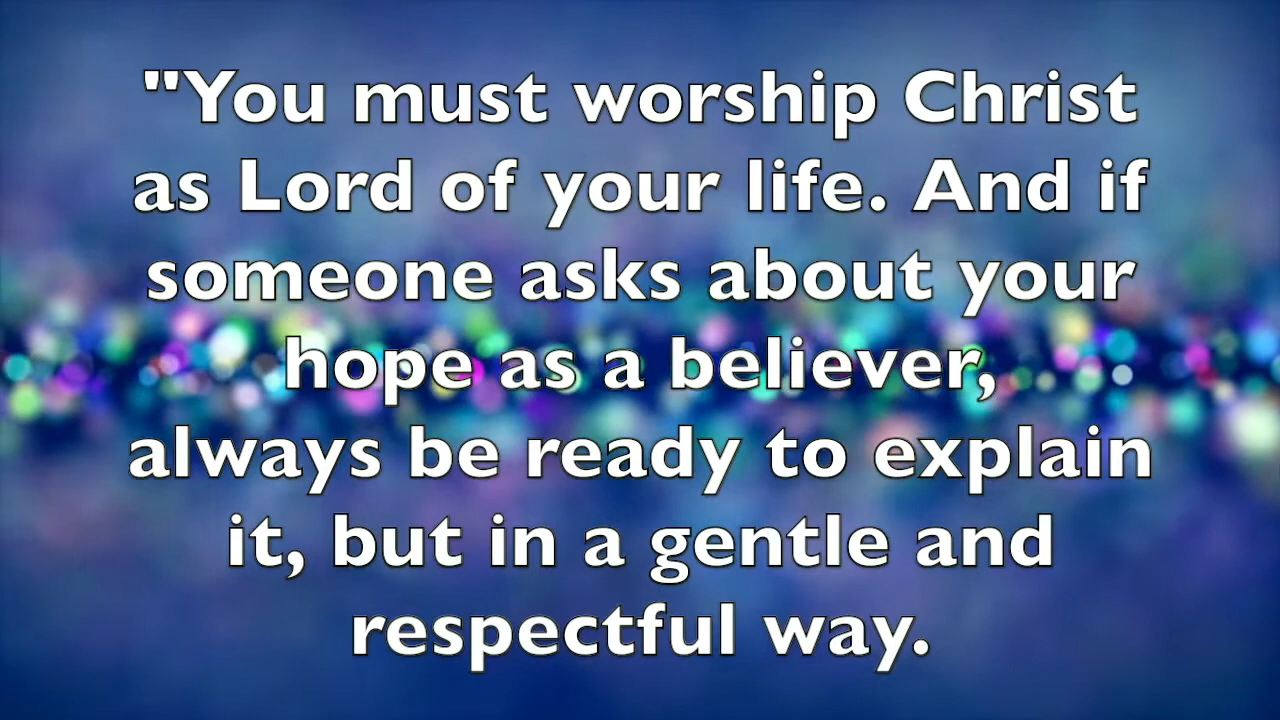 "You must worship Christ
as Lord of your life. And if
someone asks about your
hope as a believer,
always be ready to explain
it, but in a gentle and
respectful way.